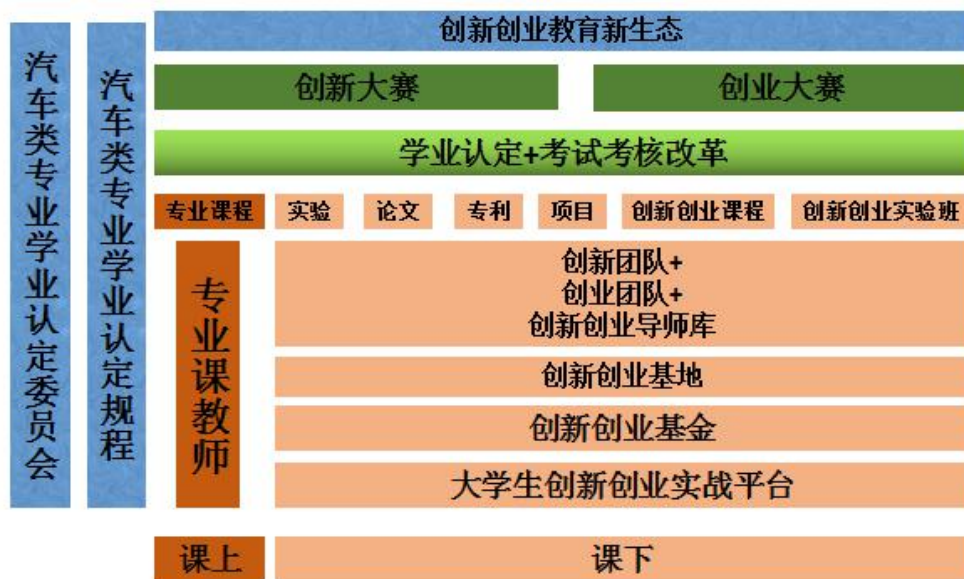 汽车类专业学业认定委员会
汽车类专业学业认定规程
创新创业教育新生态
创新大赛
创业大赛
学业认定+考试考核改革
专业课程
实验
论文
专利
项目
创新创业课程
创新创业实验班
专业课教师
创新团队+
创业团队+
创新创业导师库
创新创业基地
创新创业基金
大学生创新创业实战平台
课上
课下